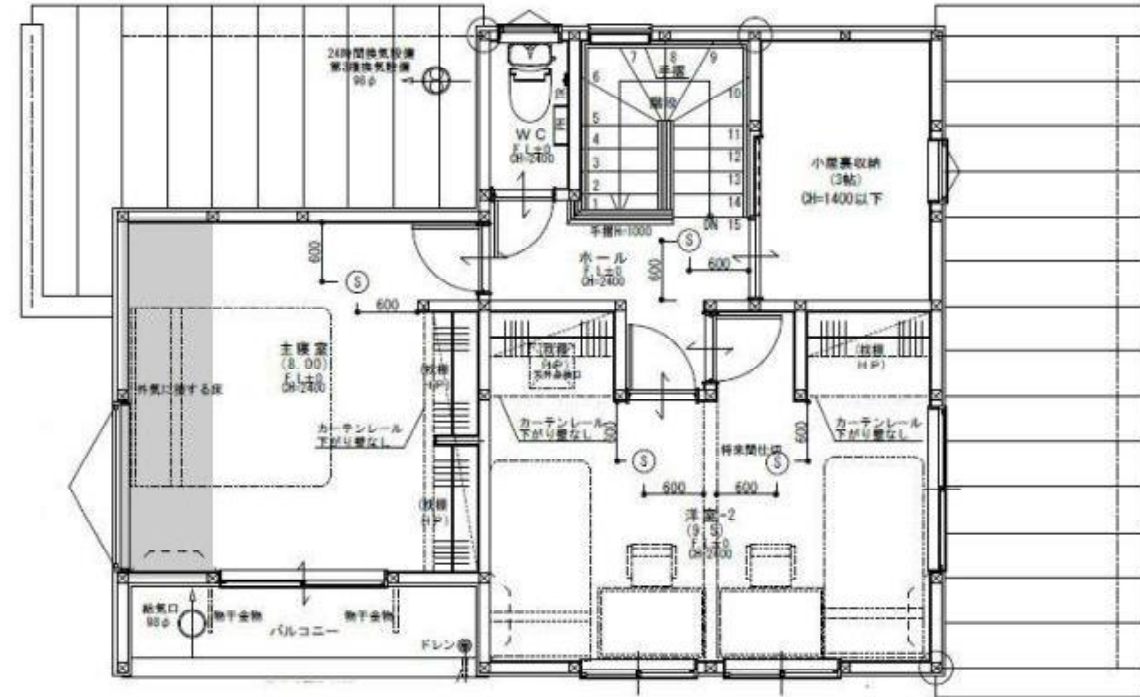 24時間換気設備
第3種換気設備
98φ
7
8
9
手摺
6
階段
10
5
11
4
12
3
13
2
14
1
DN 15
WC
FL±0
CH=2400
小屋裏収納
(3帖)
CH=1400以下
手摺H=1000
ホール
FL±0
CH=2400
S
600
600
600
S
600
主寝室
(8.00)
FL±0
CH=2400
外気に接する床
(枕棚
HP)
カーテンレール
下がり壁なし
(枕棚
HP)
(枕棚
HP)
(枕棚
HP)
カーテンレール
下がり壁なし
600
S
600
将来間仕切
600
S
600
カーテンレール
下がり壁なし
洋室-2
(9.5)
FL±0
CH=2400
給気口
98φ
物干金物
物干金物
バルコニー
ドレン